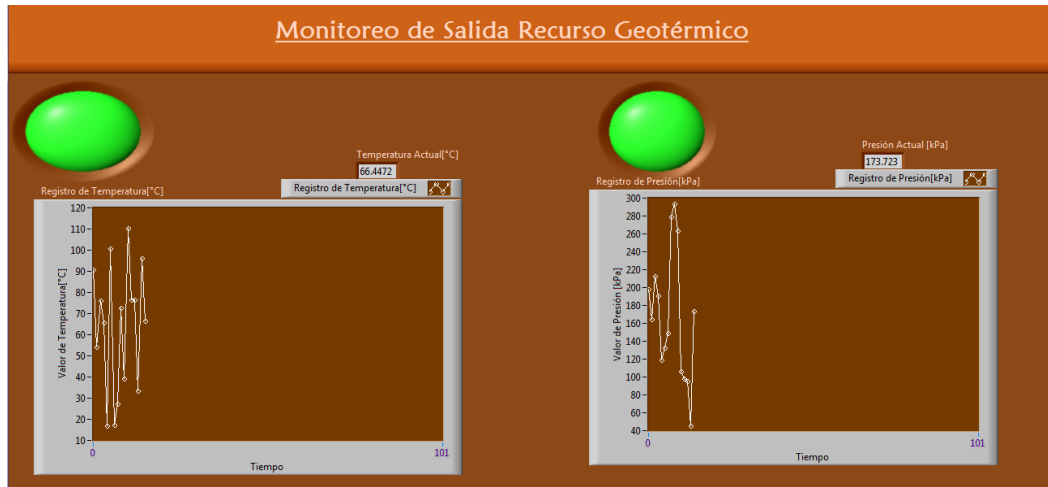 Monitoreo de Salida Recurso Geotérmico
Temperatura Actual[°C]
66.4472
Registro de Temperatura[°C]
Registro de Temperatura[°C]
120
110
100
90
80
70
60
50
40
30
20
10
Valor de Temperatura[°C]
0
101
Tiempo
Presión Actual [kPa]
173.723
Registro de Presión[kPa]
Registro de Presión[kPa]
300
280
260
240
220
200
180
160
140
120
100
80
60
40
Valor de Presión [kPa]
0
101
Tiempo